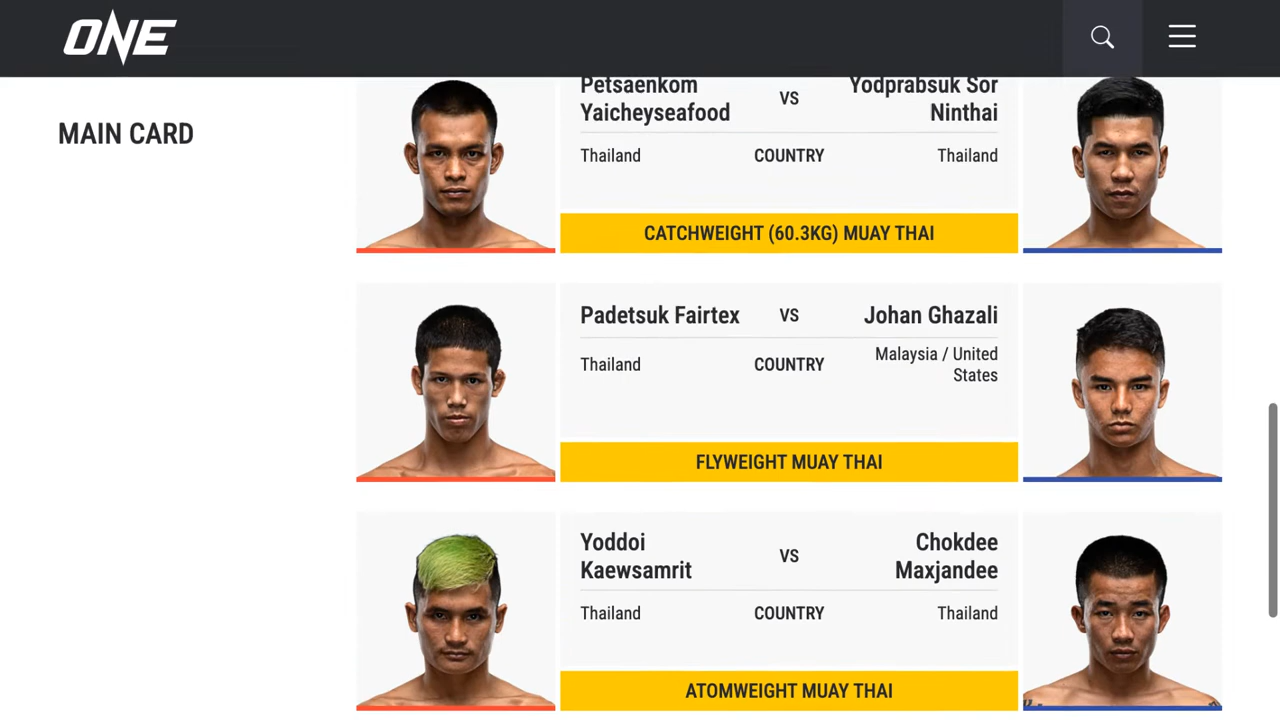 ONE
MAIN CARD
Petsaenkom
Yaicheyseafood
VS
Yodprabsuk Sor
Ninthai
Thailand
COUNTRY
Thailand
CATCHWEIGHT (60.3KG) MUAY THAI
Padetsuk Fairtex
VS
Johan Ghazali
Thailand
COUNTRY
Malaysia / United
States
FLYWEIGHT MUAY THAI
Yoddoi
Kaewsamrit
VS
Chokdee
Maxjandee
Thailand
COUNTRY
Thailand
ATOMWEIGHT MUAY THAI